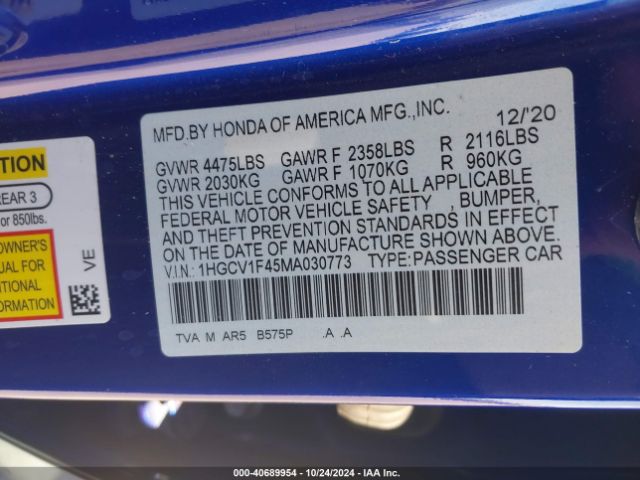 MFD.BY HONDA OF AMERICA MFG.,INC. 12/'20
GVWR 4475LBS GAWR F 2358LBS R 2116LBS
GVWR 2030KG GAWR F 1070KG R 960KG
THIS VEHICLE CONFORMS TO ALL APPLICABLE
FEDERAL MOTOR VEHICLE SAFETY , BUMPER,
AND THEFT PREVENTION STANDARDS IN EFFECT
ON THE DATE OF MANUFACTURE SHOWN ABOVE.
V.I.N.: 1HGCV1F45MA030773 TYPE:PASSENGER CAR
TVA M AR5 B575P .A .A
TION
REAR 3
or 850lbs.
OWNER'S
UAL FOR
ITIONAL
ORMATION
VE
000-40689954 - 10/24/2024 - IAA Inc.